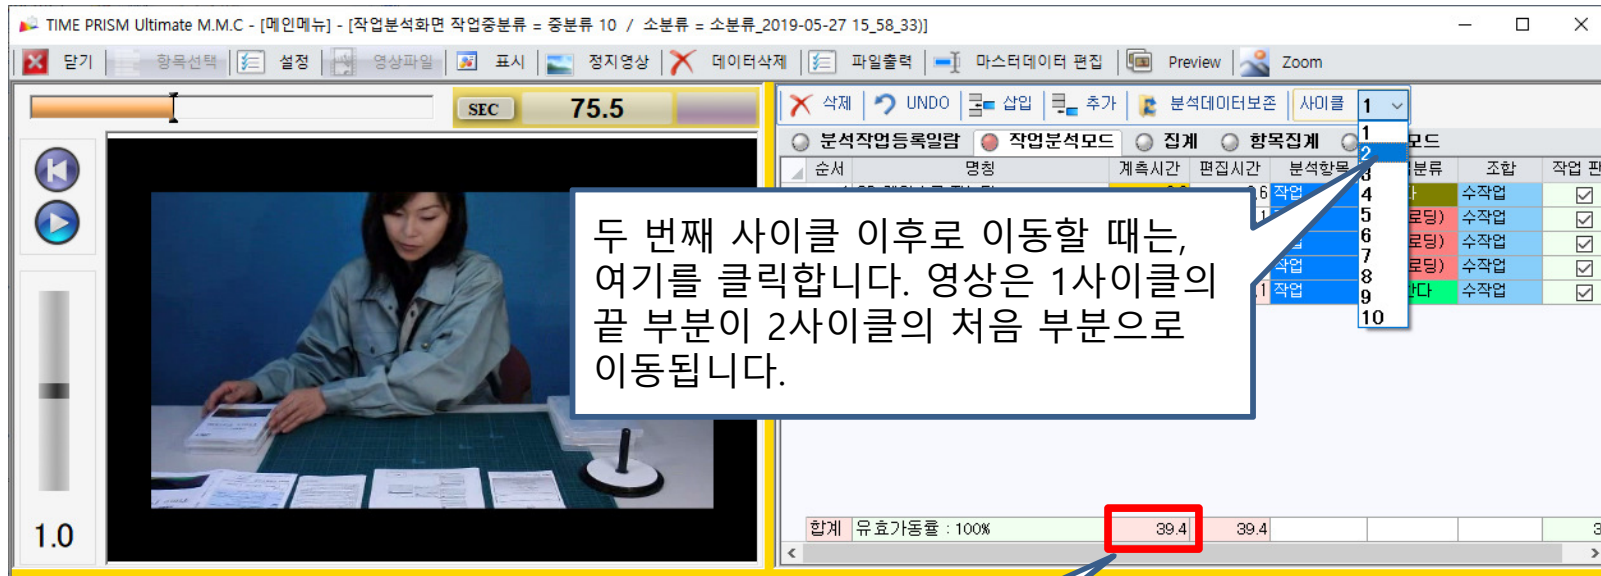 TIME PRISM Ultimate M.M.C - [메인메뉴] - [작업분석화면 작업중분류 = 중분류 10 / 소분류 = 소분류_2019-05-27 15_58_33)]
닫기 항목선택 설정 영상파일 표시 정지영상 데이터삭제 파일출력 마스터데이터 편집 Preview Zoom
SEC 75.5
삭제 UNDO 삽입 추가 분석데이터보존 사이클 1
분석작업등록일람 작업분석모드 집계 항목집계 모드
순서 명칭 계측시간 편집시간 분석항목 분류 조합 작업 판
1
2
3
4
5
6
7
8
9
10
작업 수작업
로딩) 수작업
로딩) 수작업
작업 로딩) 수작업
작업 수작업
두 번째 사이클 이후로 이동할 때는,
여기를 클릭합니다. 영상은 1사이클의
끝 부분이 2사이클의 처음 부분으로
이동됩니다.
1.0
합계 유효가동률 : 100% 39.4 39.4 3